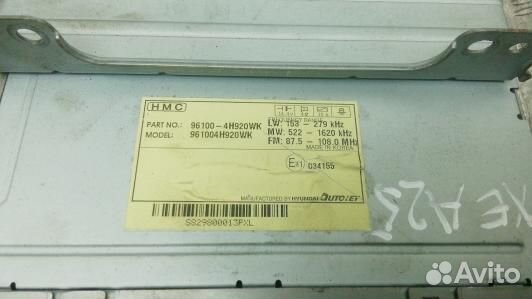 HMC
PART NO.: 96100-4H920WK
MODEL: 961004H920WK
LW: 153 - 279 kHz
MW: 522 - 1620 kHz
FM: 87.5 - 108.0 MHz
MADE IN KOREA
034155
MANUFACTURED BY HYUNDAI AUTONET
S829800013PXL
Avito